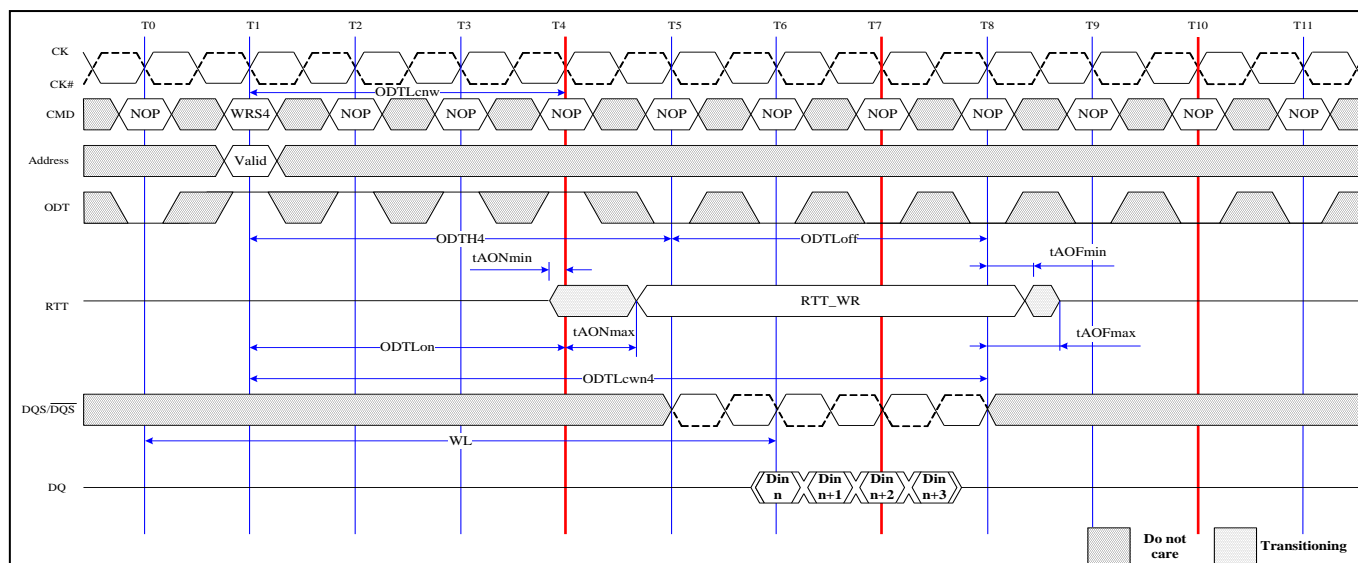 T0 T1 T2 T3 T4 T5 T6 T7 T8 T9 T10 T11
CK
CK#
ODTLcnw
CMD NOP WRS4 NOP NOP NOP NOP NOP NOP NOP NOP NOP NOP
Address Valid
ODT
ODTH4 ODTLoff
tAONmin tAOFmin
RTT RTT_WR
tAONmax tAOFmax
ODTLon
ODTLcwn4
DQS/DQS
WL
DQ Din n Din n+1 Din n+2 Din n+3
Do not care Transitioning